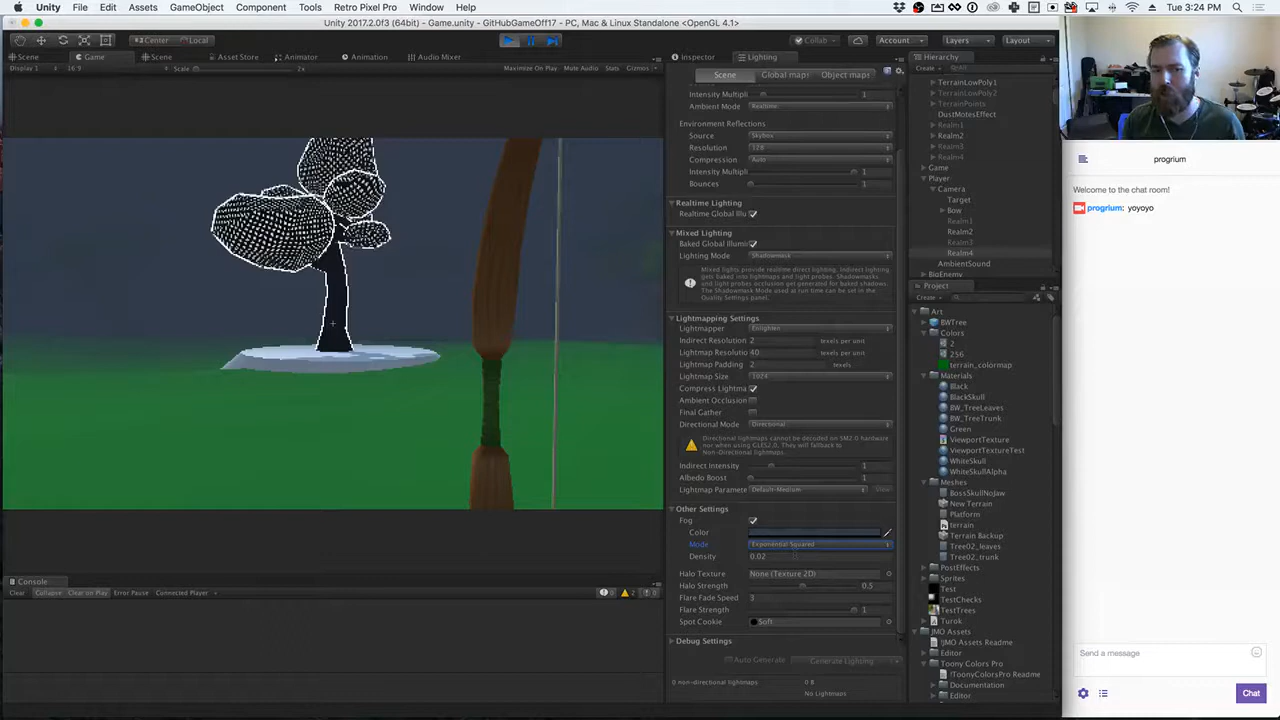 Unity File Edit Assets GameObject Component Tools Retro Pixel Pro Window Help Tue 3:24 PM
Unity 2017.2.0f3 (64bit) - Game.unity - GitHubGameOff17 - PC, Mac & Linux Standalone <OpenGL 4.1>
Center Local Collab Account Layers Layout
Scene Game Scene Asset Store Animator Animation Audio Mixer
Display 1 16:9 Scale 2x Maximize On Play Mute Audio Stats Gizmos
Inspector Lighting
Scene Global maps Object maps
Intensity Multipli 1
Ambient Mode Realtime
Environment Reflections
Source Skybox
Resolution 128
Compression Auto
Intensity Multipli 1
Bounces 1
Realtime Lighting
Realtime Global Illu
Mixed Lighting
Baked Global Illumi
Lighting Mode Shadowmask
Mixed lights provide realtime direct lighting. Indirect lighting
gets baked into lightmaps and light probes. Shadowmasks
and light probes occlusion get generated for baked shadows.
The Shadowmask Mode used at run time can be set in the
Quality Settings panel.
Lightmapping Settings
Lightmapper Enlighten
Indirect Resolution 2 texels per unit
Lightmap Resolu 40 texels per unit
Lightmap Padding 2 texels
Lightmap Size 1024
Compress Lightma
Ambient Occlusion
Final Gather
Directional Mode Directional
Directional lightmaps cannot be decoded on SM2.0 hardware
nor when using GLES2.0. They will fallback to
Non-Directional lightmaps.
Indirect Intensity 1
Albedo Boost 1
Lightmap Parame Default-Medium View
Other Settings
Fog
Color
Mode Exponential Squared
Density 0.02
Halo Texture None (Texture 2D)
Halo Strength 0.5
Flare Fade Speed 3
Flare Strength 1
Spot Cookie Soft
Debug Settings
Auto Generate Generate Lighting
0 non-directional lightmaps 0 B
No Lightmaps
Hierarchy
Create All
TerrainLowPoly1
TerrainLowPoly2
TerrainPoints
DustMotesEffect
Realm1
Realm2
Realm3
Realm4
Game
Player
Camera
Target
Bow
Realm1
Realm2
Realm3
Realm4
AmbientSound
BigEnemy
Project
Create
Art
BWTree
Colors
2
256
terrain_colormap
Materials
Black
BlackSkull
BW_TreeLeaves
BW_TreeTrunk
Green
ViewportTexture
ViewportTextureTest
WhiteSkull
WhiteSkullAlpha
Meshes
BossSkullNoJaw
New Terrain
Platform
terrain
Terrain Backup
Tree02_leaves
Tree02_trunk
PostEffects
Sprites
Test
TestChecks
TestTrees
Turok
JMO Assets
!JMO Assets Readme
Editor
Toony Colors Pro
!ToonyColorsPro Readme
Documentation
Editor
Console
Clear Collapse Clear on Play Error Pause Connected Player 0 2 0
progrium
Welcome to the chat room!
progrium: yoyoyo
Send a message
Chat